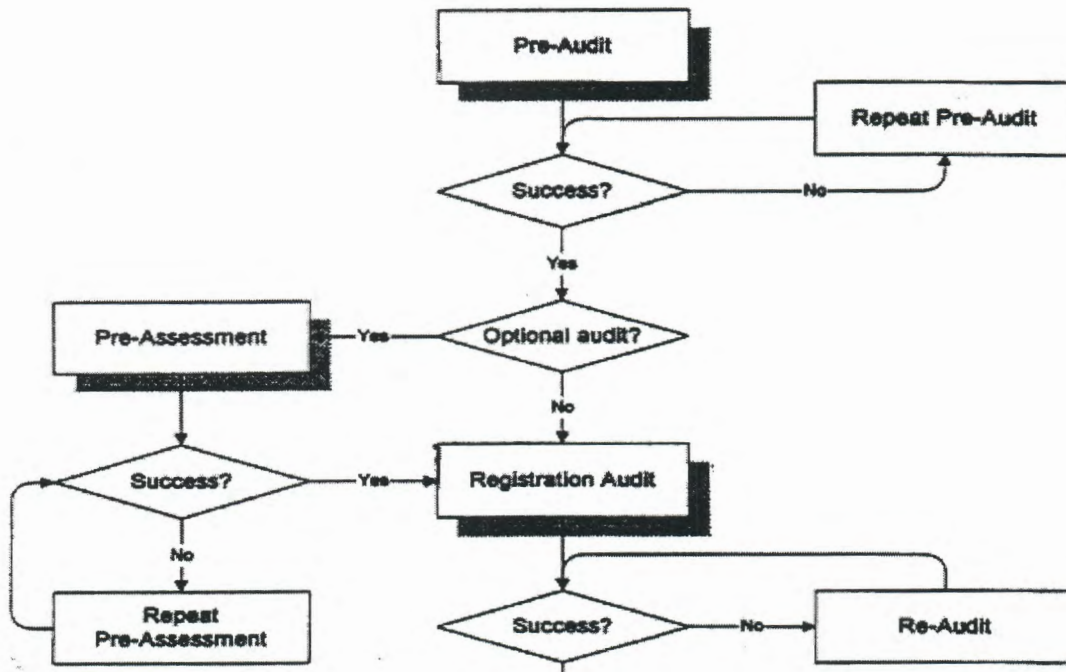 Pre-Audit
Repeat Pre-Audit
Success?
No
Yes
Pre-Assessment
Yes
Optional audit?
No
Success?
Yes
Registration Audit
No
Repeat
Pre-Assessment
Success?
No
Re-Audit